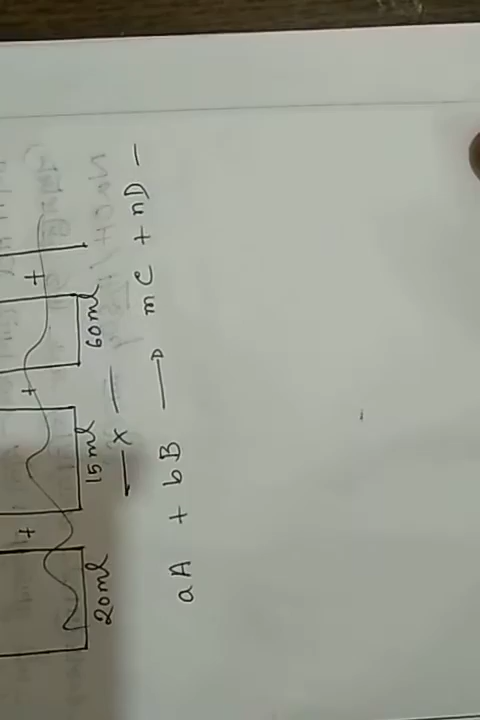 + + +
20ml 15ml 60ml
— x —
aA + bB → mC + nD —